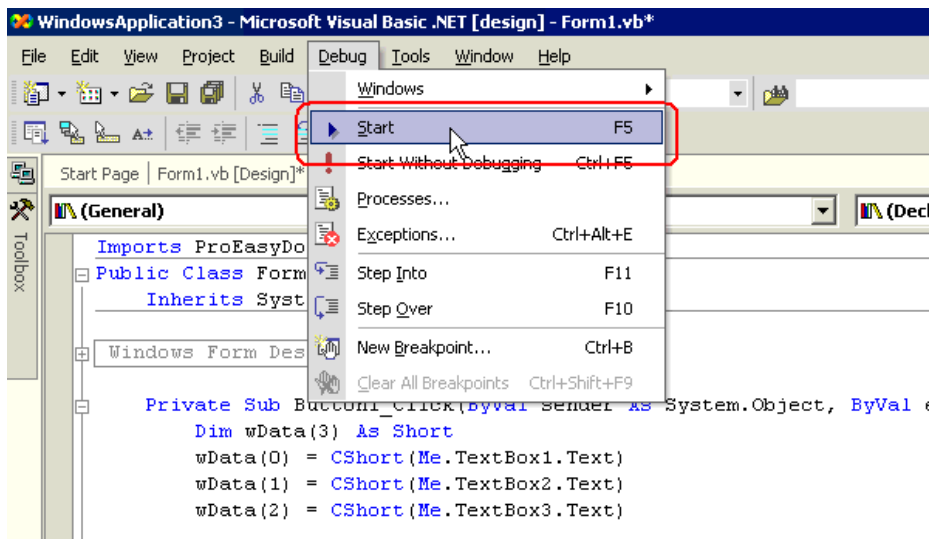 WindowsApplication3 - Microsoft Visual Basic .NET [design] - Form1.vb*
File Edit View Project Build Debug Tools Window Help
Windows
Start F5
Start Without Debugging Ctrl+F5
Start Page Form1.vb [Design]*
Processes...
(General) (Decl
Exceptions... Ctrl+Alt+E
Toolbox
Imports ProEasyDo
Public Class Form
Step Into F11
Inherits Syst
Step Over F10
Windows Form Des
New Breakpoint... Ctrl+B
Clear All Breakpoints Ctrl+Shift+F9
Private Sub Button1_Click(ByVal sender As System.Object, ByVal e
Dim wData(3) As Short
wData(0) = CShort(Me.TextBox1.Text)
wData(1) = CShort(Me.TextBox2.Text)
wData(2) = CShort(Me.TextBox3.Text)